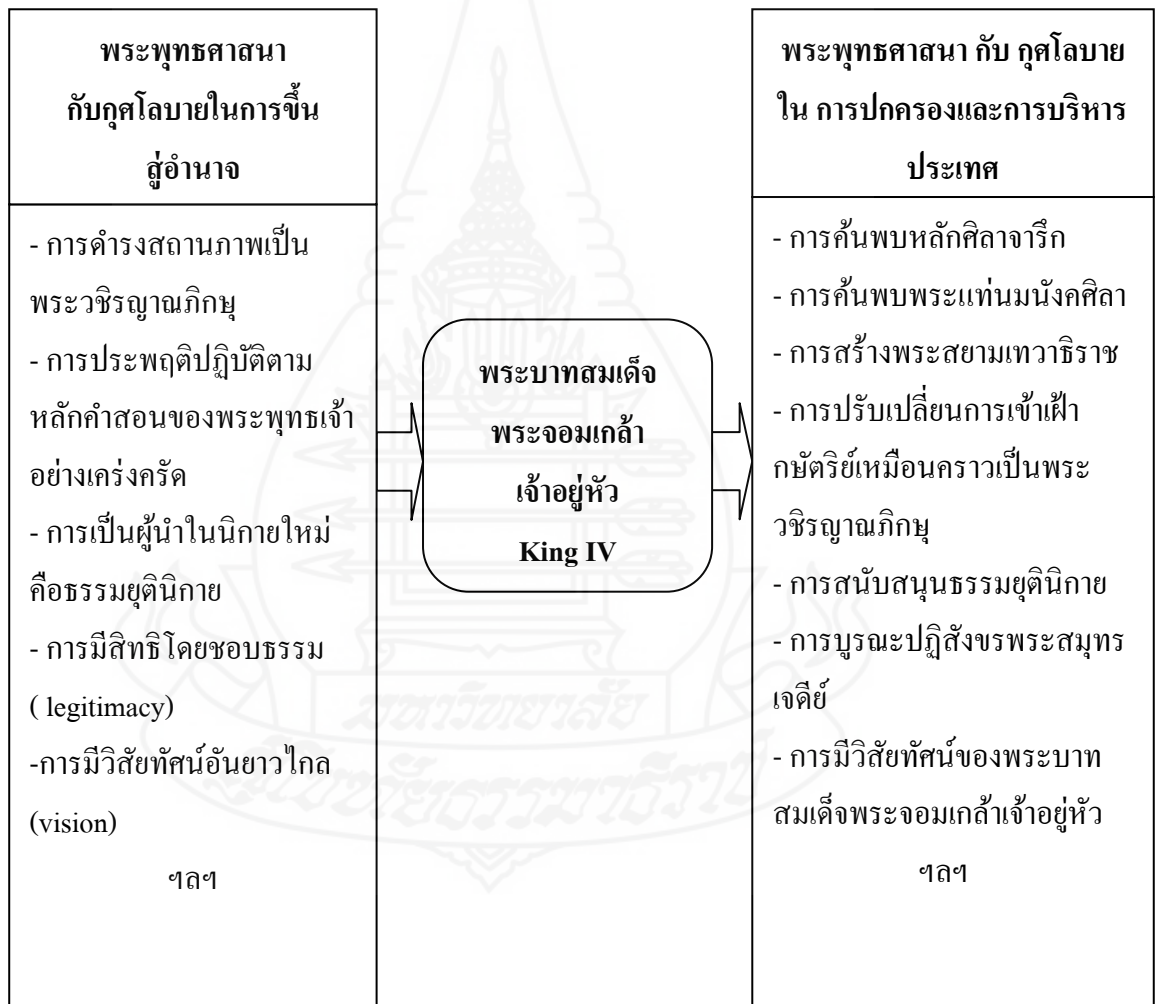 พระพุทธศาสนา
กับกุศโลบายในการขึ้น
สู่อำนาจ
- การดำรงสถานภาพเป็น
พระวชิรญาณภิกษุ
- การประพฤติปฏิบัติตาม
หลักคำสอนของพระพุทธเจ้า
อย่างเคร่งครัด
- การเป็นผู้นำในนิกายใหม่
คือธรรมยุตินิกาย
- การมีสิทธิโดยชอบธรรม
( legitimacy)
-การมีวิสัยทัศน์อันยาวไกล
(vision)
ฯลฯ
พระบาทสมเด็จ
พระจอมเกล้า
เจ้าอยู่หัว
King IV
พระพุทธศาสนา กับ กุศโลบาย
ใน การปกครองและการบริหาร
ประเทศ
- การค้นพบหลักศิลาจารึก
- การค้นพบพระแท่นมนังคศิลา
- การสร้างพระสยามเทวาธิราช
- การปรับเปลี่ยนการเข้าเฝ้า
กษัตริย์เหมือนคราวเป็นพระ
วชิรญาณภิกษุ
- การสนับสนุนธรรมยุตินิกาย
- การบูรณะปฏิสังขรพระสมุทร
เจดีย์
- การมีวิสัยทัศน์ของพระบาท
สมเด็จพระจอมเกล้าเจ้าอยู่หัว
ฯลฯ
มหาวิทยาลัย
สุโขทัยธรรมาธิราช